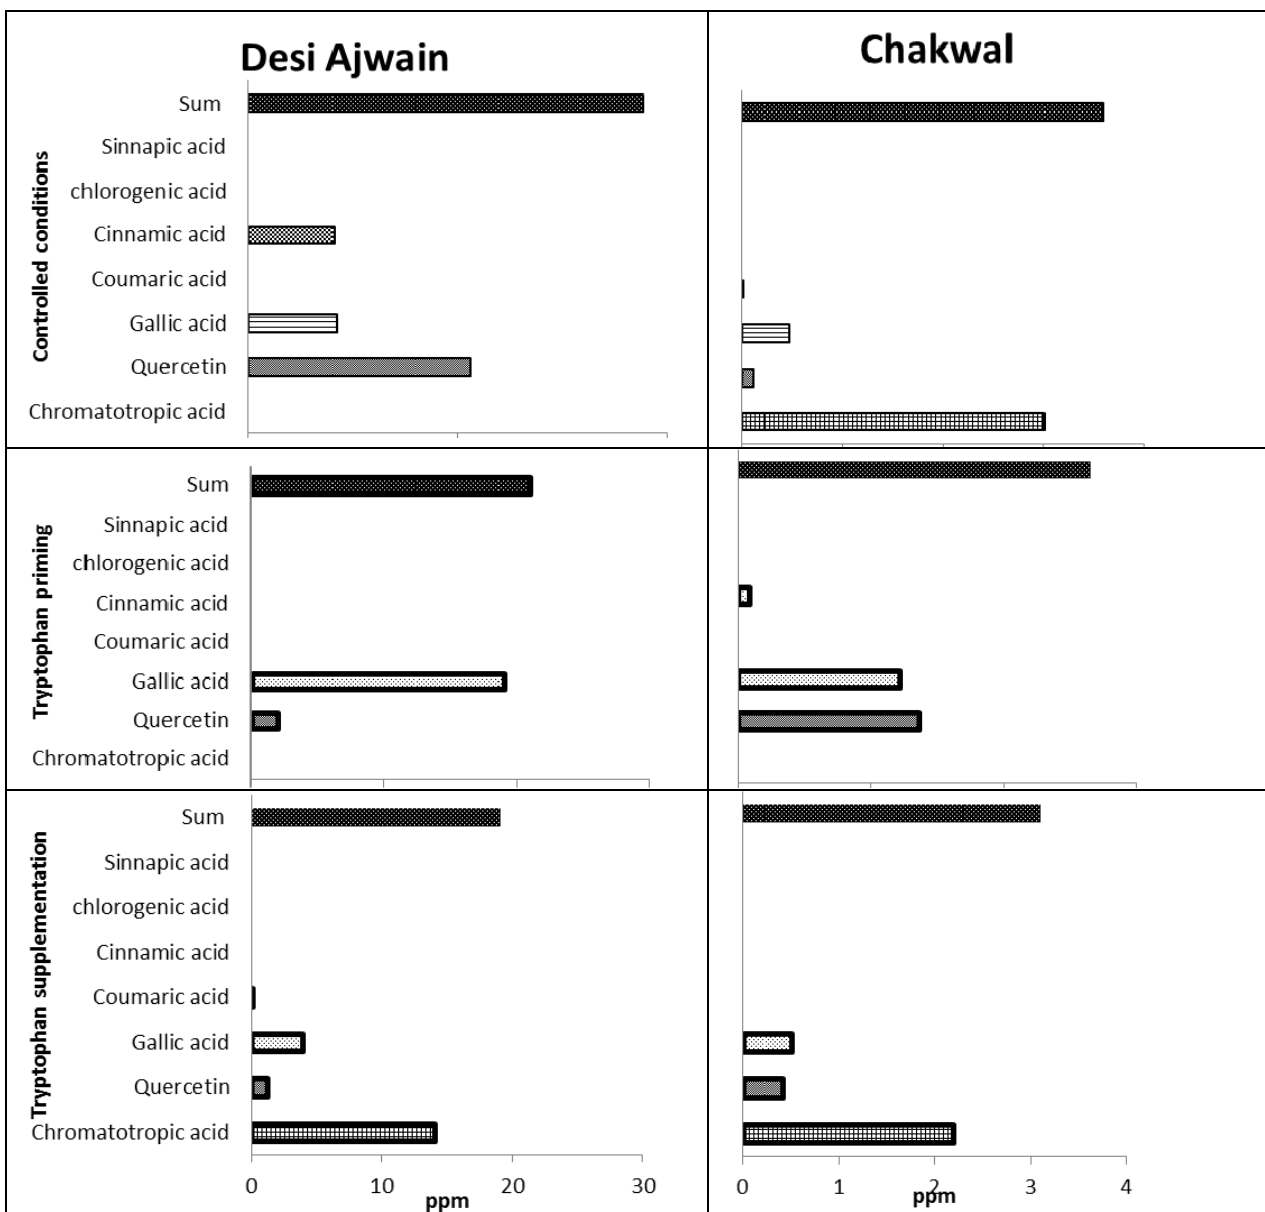 Desi Ajwain
Chakwal
Controlled conditions
Sum
Sinnapic acid
chlorogenic acid
Cinnamic acid
Coumaric acid
Gallic acid
Quercetin
Chromatotropic acid
Tryptophan priming
Sum
Sinnapic acid
chlorogenic acid
Cinnamic acid
Coumaric acid
Gallic acid
Quercetin
Chromatotropic acid
Tryptophan supplementation
Sum
Sinnapic acid
chlorogenic acid
Cinnamic acid
Coumaric acid
Gallic acid
Quercetin
Chromatotropic acid
0 10 20 30
ppm
0 1 2 3 4
ppm